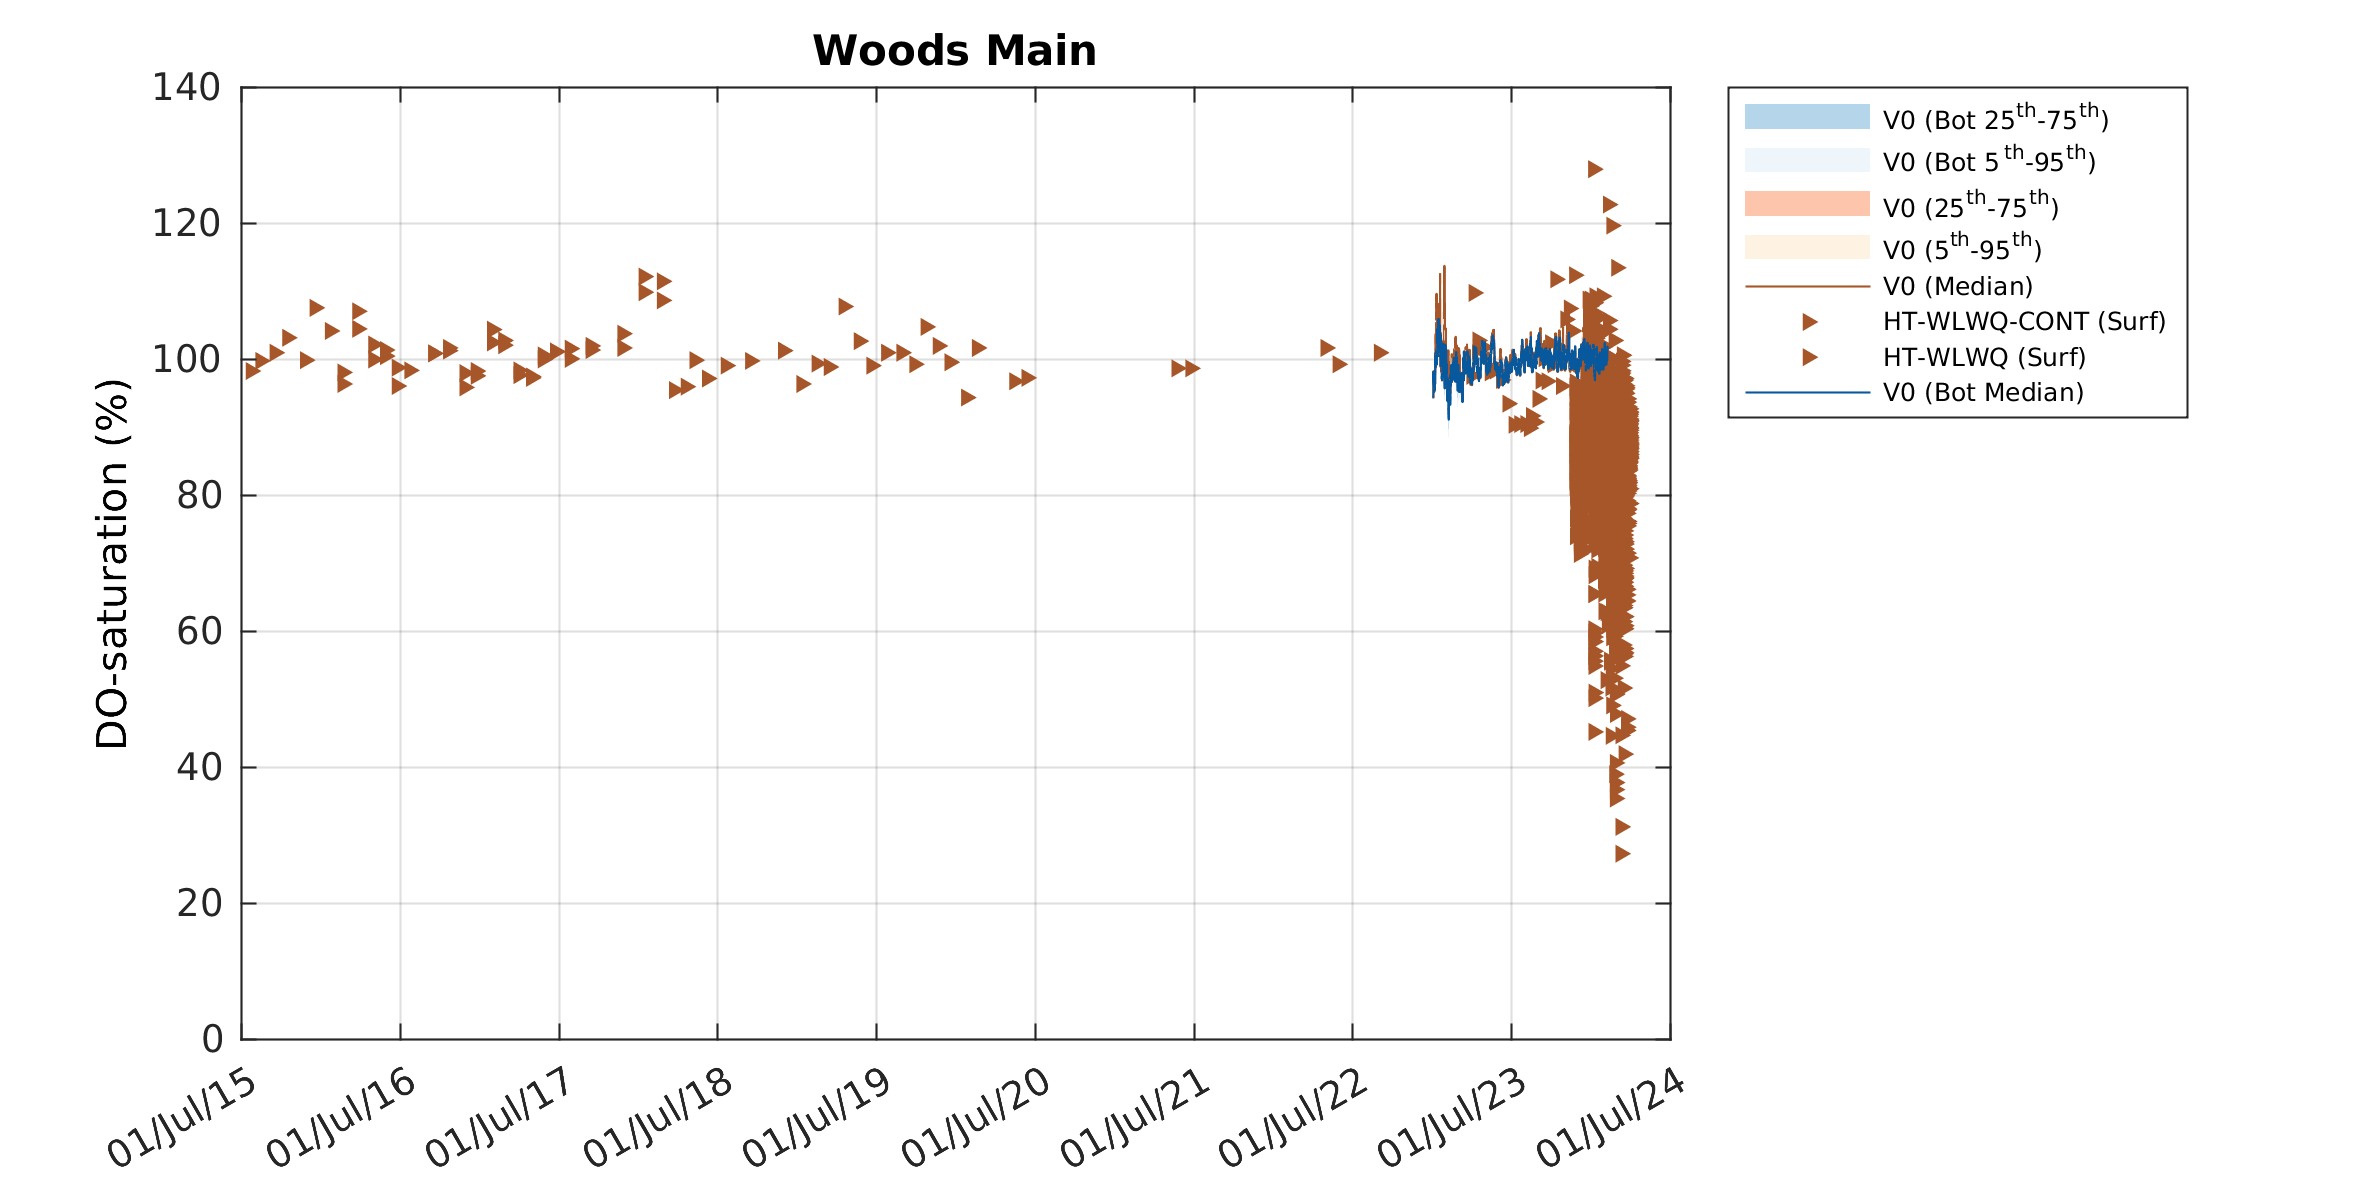 Woods Main
DO-saturation (%)
140
120
100
80
60
40
20
0
01/Jul/15
01/Jul/16
01/Jul/17
01/Jul/18
01/Jul/19
01/Jul/20
01/Jul/21
01/Jul/22
01/Jul/23
01/Jul/24
V0 (Bot 25th-75th)
V0 (Bot 5th-95th)
V0 (25th-75th)
V0 (5th-95th)
V0 (Median)
HT-WLWQ-CONT (Surf)
HT-WLWQ (Surf)
V0 (Bot Median)